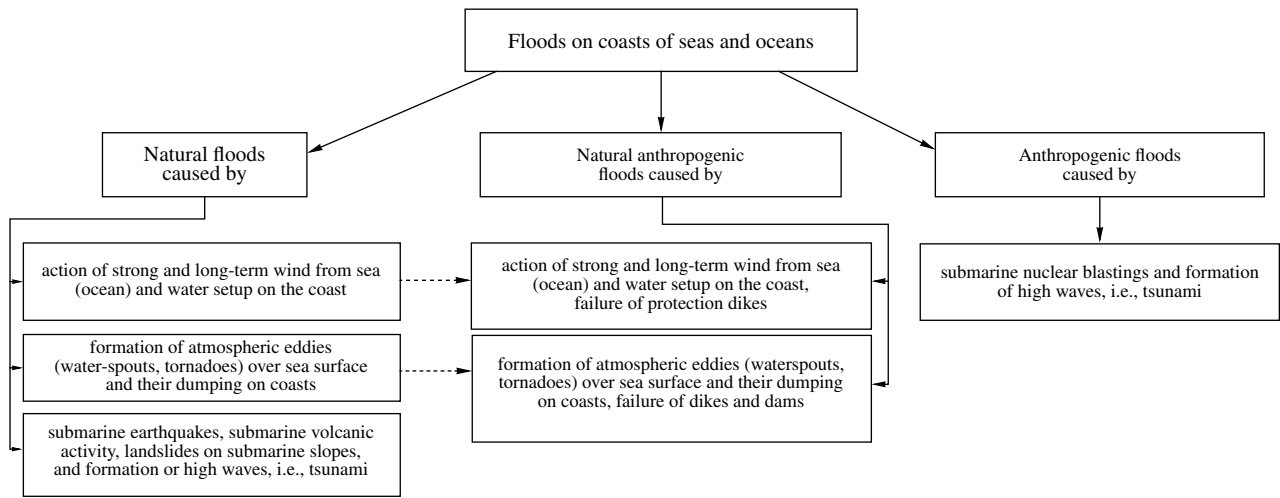 Floods on coasts of seas and oceans
Natural floods
caused by
Natural anthropogenic
floods caused by
Anthropogenic floods
caused by
action of strong and long-term wind from sea
(ocean) and water setup on the coast
action of strong and long-term wind from sea
(ocean) and water setup on the coast,
failure of protection dikes
submarine nuclear blastings and formation
of high waves, i.e., tsunami
formation of atmospheric eddies
(water-spouts, tornadoes) over sea surface
and their dumping on coasts
formation of atmospheric eddies (waterspouts,
tornadoes) over sea surface and their dumping
on coasts, failure of dikes and dams
submarine earthquakes, submarine volcanic
activity, landslides on submarine slopes,
and formation or high waves, i.e., tsunami